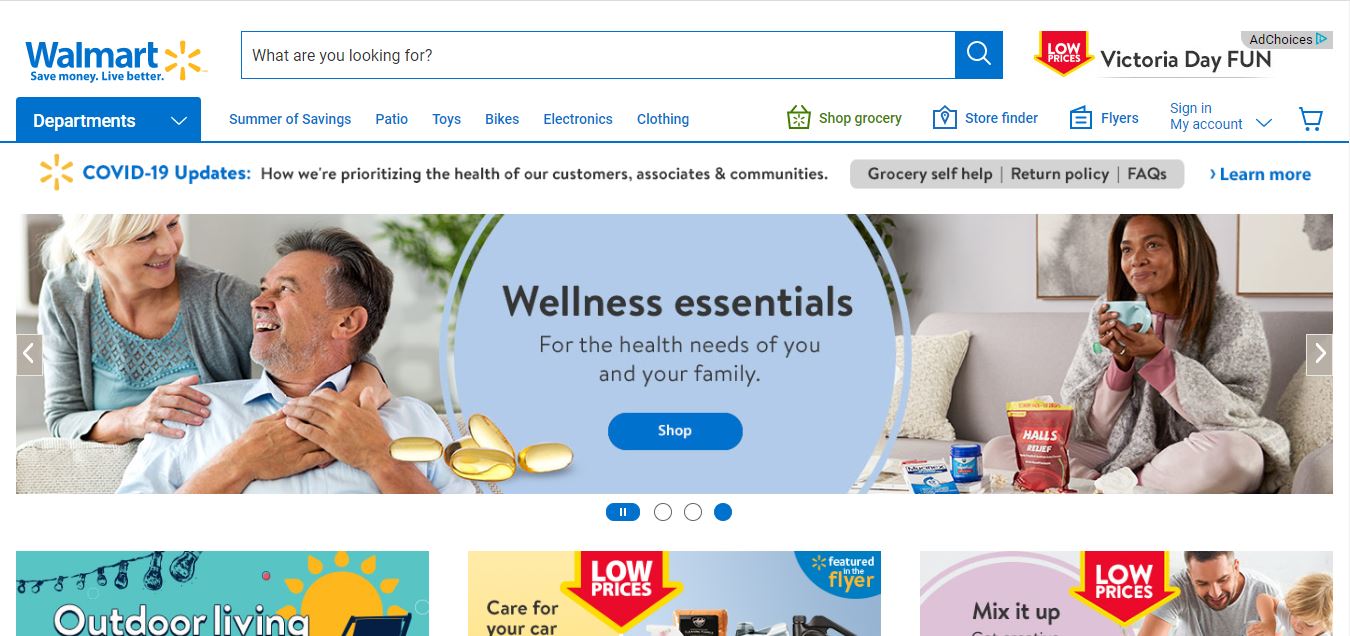 Walmart
Save money. Live better.
What are you looking for?
LOW
PRICES
Victoria Day FUN
AdChoices
Departments
Summer of Savings
Patio
Toys
Bikes
Electronics
Clothing
Shop grocery
Store finder
Flyers
Sign in
My account
COVID-19 Updates: How we're prioritizing the health of our customers, associates & communities.
Grocery self help | Return policy | FAQs
› Learn more
Wellness essentials
For the health needs of you
and your family.
Shop
HALLS
RELIEF
Mucinex
Outdoor living
LOW
PRICES
featured
in the
flyer
Care for
your car
LOW
PRICES
Mix it up